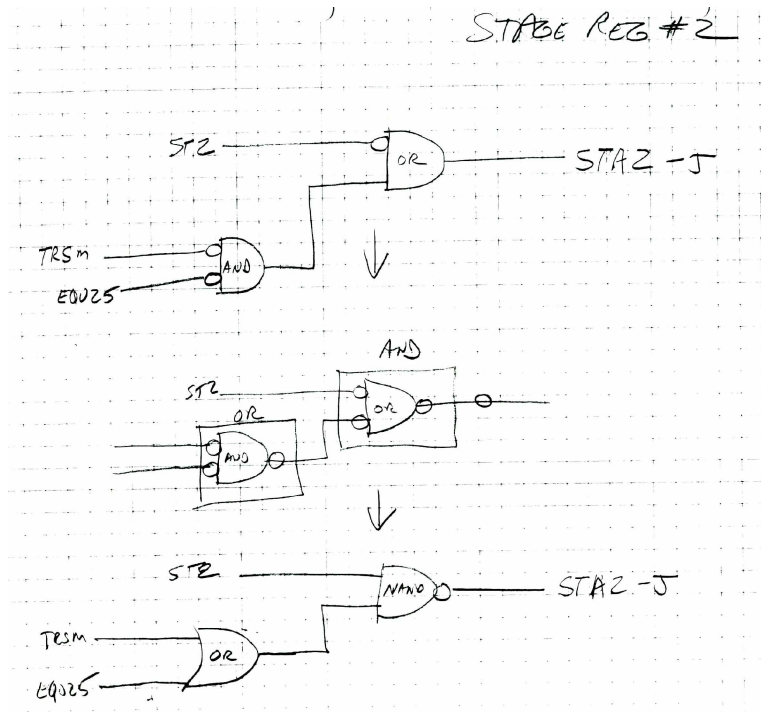 STAGE REG #2
ST2
OR
STA2-J
TRSM
AND
EQU25
AND
ST2
OR
OR
AND
ST2
NAND
STA2-J
TRSM
OR
EQU25